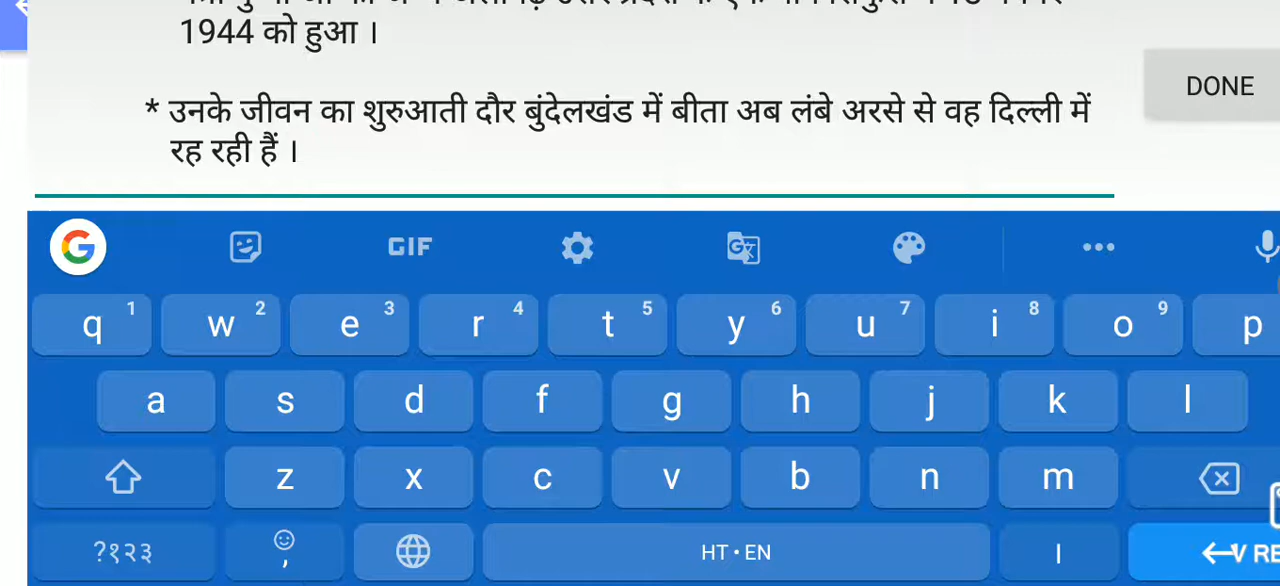 1944 को हुआ ।
* उनके जीवन का शुरुआती दौर बुंदेलखंड में बीता अब लंबे अरसे से वह दिल्ली में
रह रही हैं ।
DONE
GIF
q 1 w 2 e 3 r 4 t 5 y 6 u 7 i 8 o 9 p
a s d f g h j k l
z x c v b n m
?१२३ , HT • EN । V RE